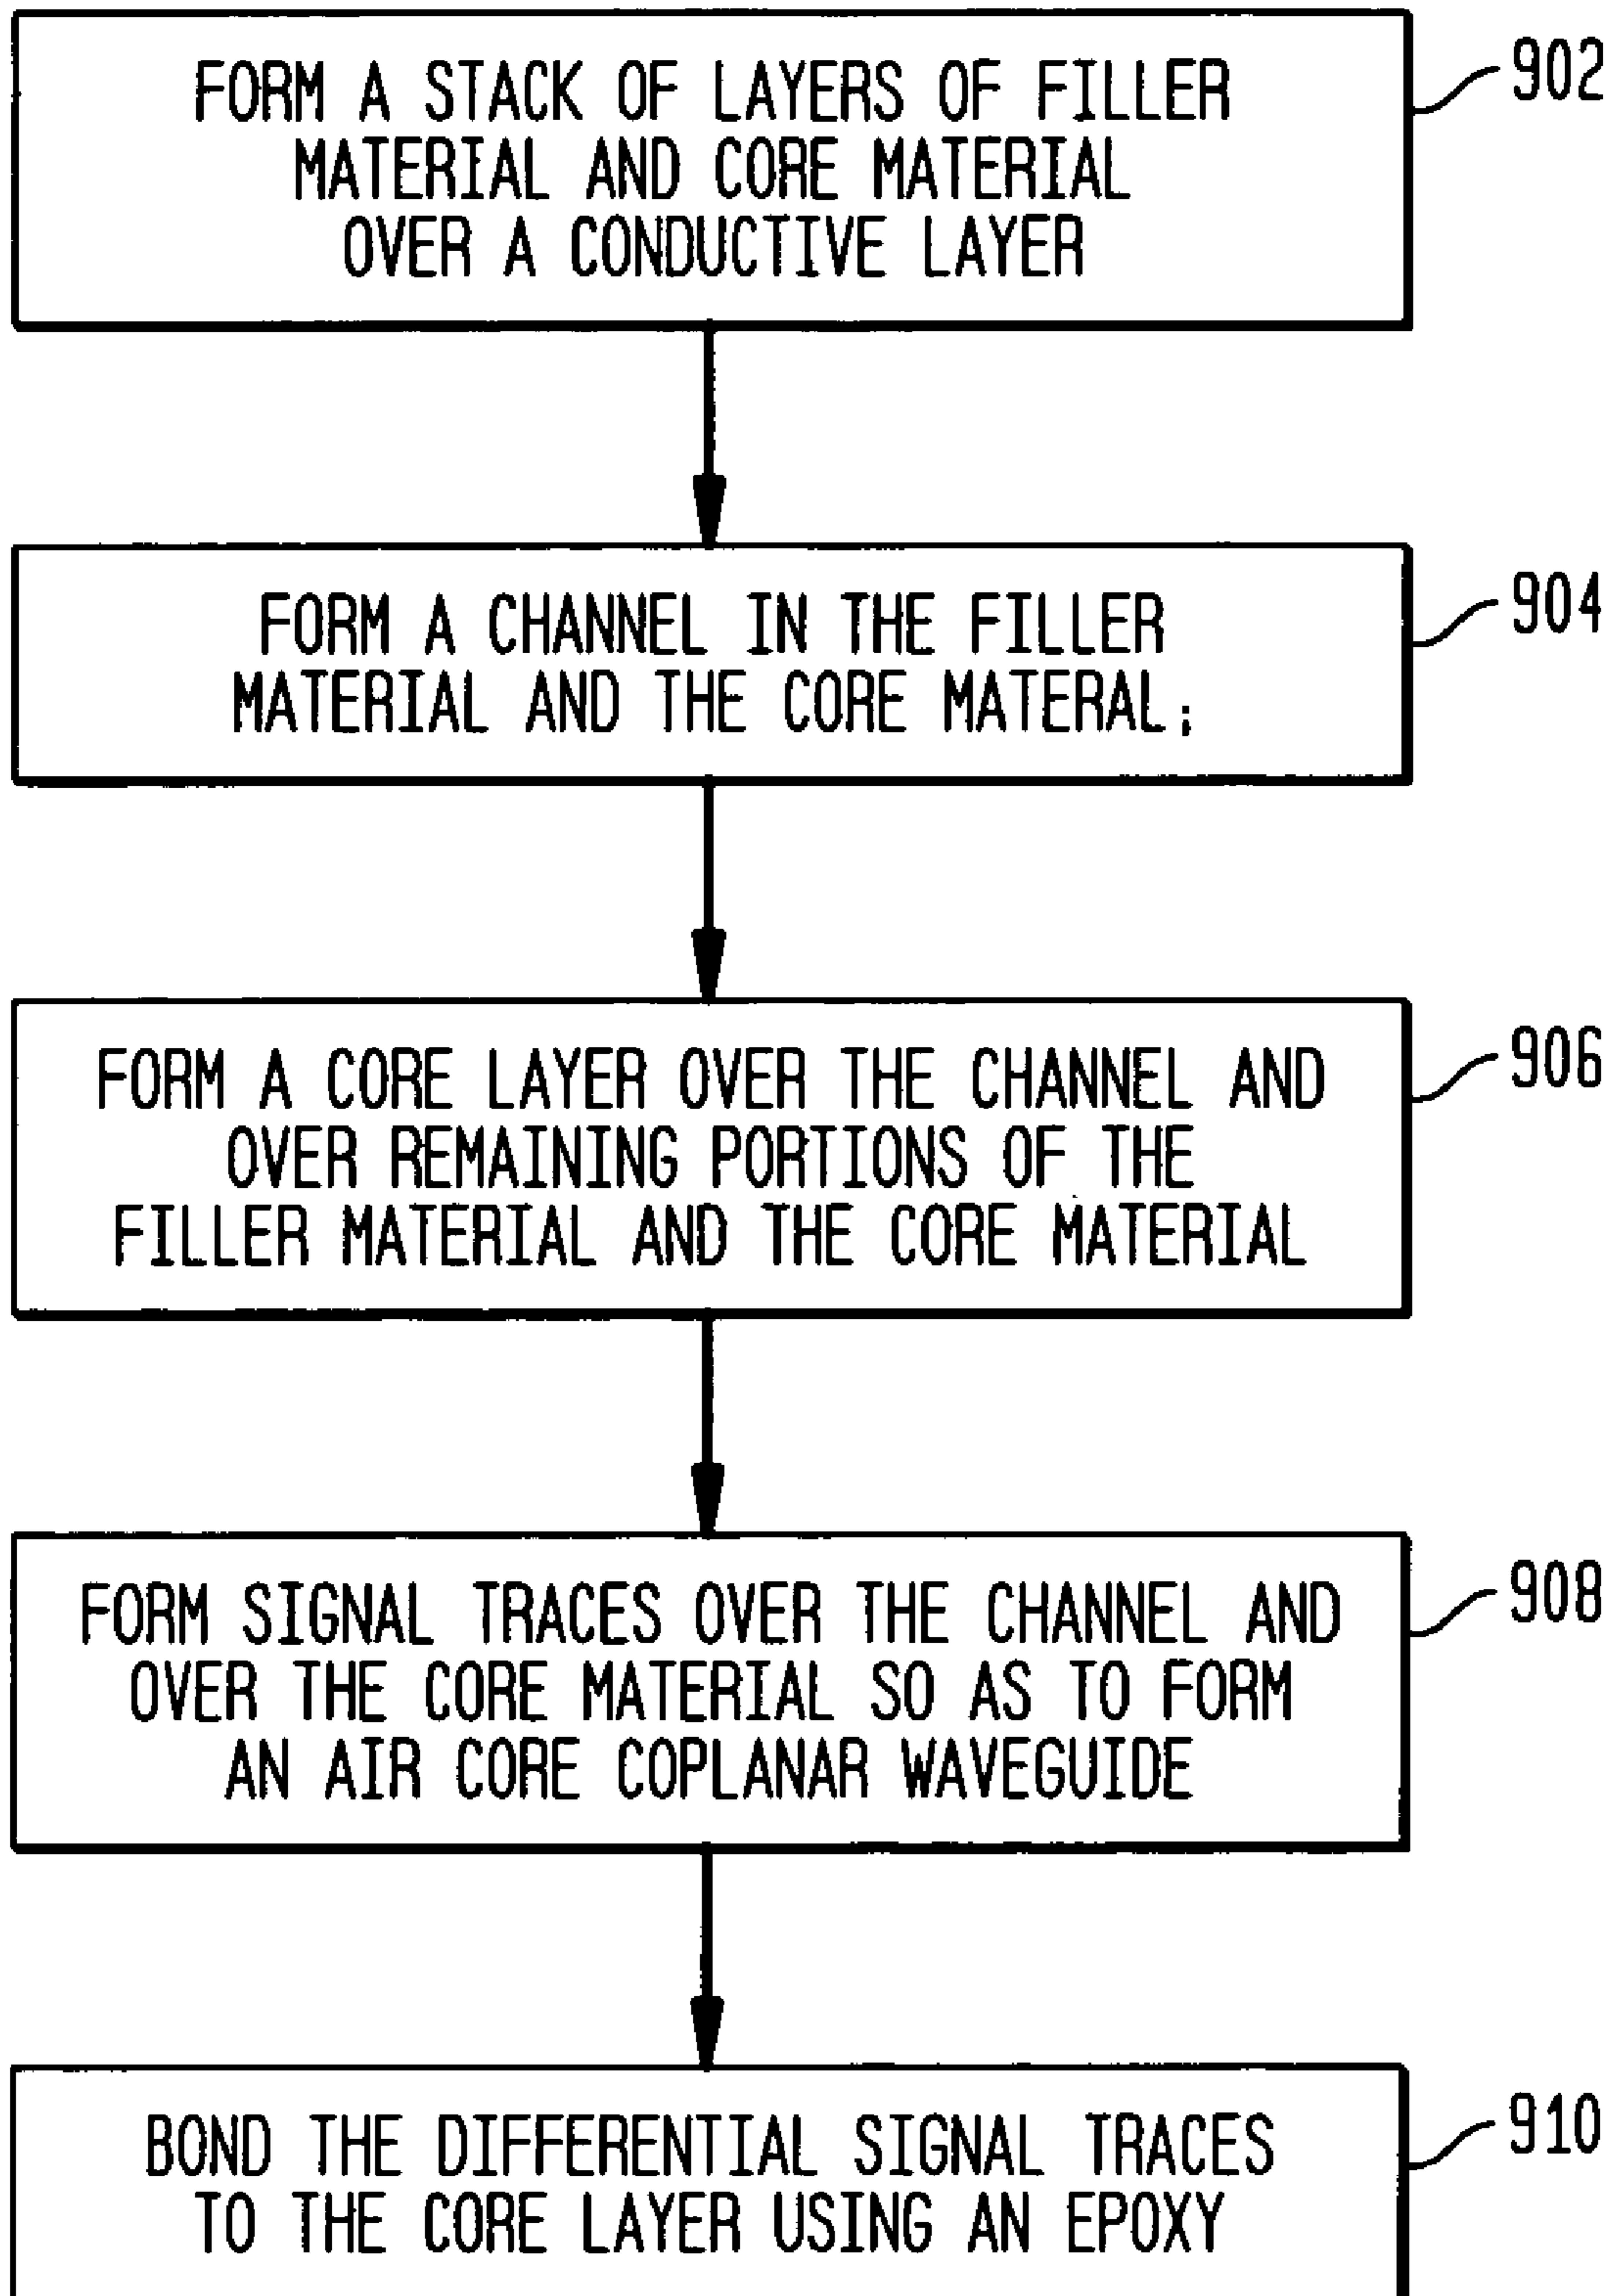 FORM A STACK OF LAYERS OF FILLER
MATERIAL AND CORE MATERIAL
OVER A CONDUCTIVE LAYER
902
FORM A CHANNEL IN THE FILLER
MATERIAL AND THE CORE MATERAL;
904
FORM A CORE LAYER OVER THE CHANNEL AND
OVER REMAINING PORTIONS OF THE
FILLER MATERIAL AND THE CORE MATERIAL
906
FORM SIGNAL TRACES OVER THE CHANNEL AND
OVER THE CORE MATERIAL SO AS TO FORM
AN AIR CORE COPLANAR WAVEGUIDE
908
BOND THE DIFFERENTIAL SIGNAL TRACES
TO THE CORE LAYER USING AN EPOXY
910